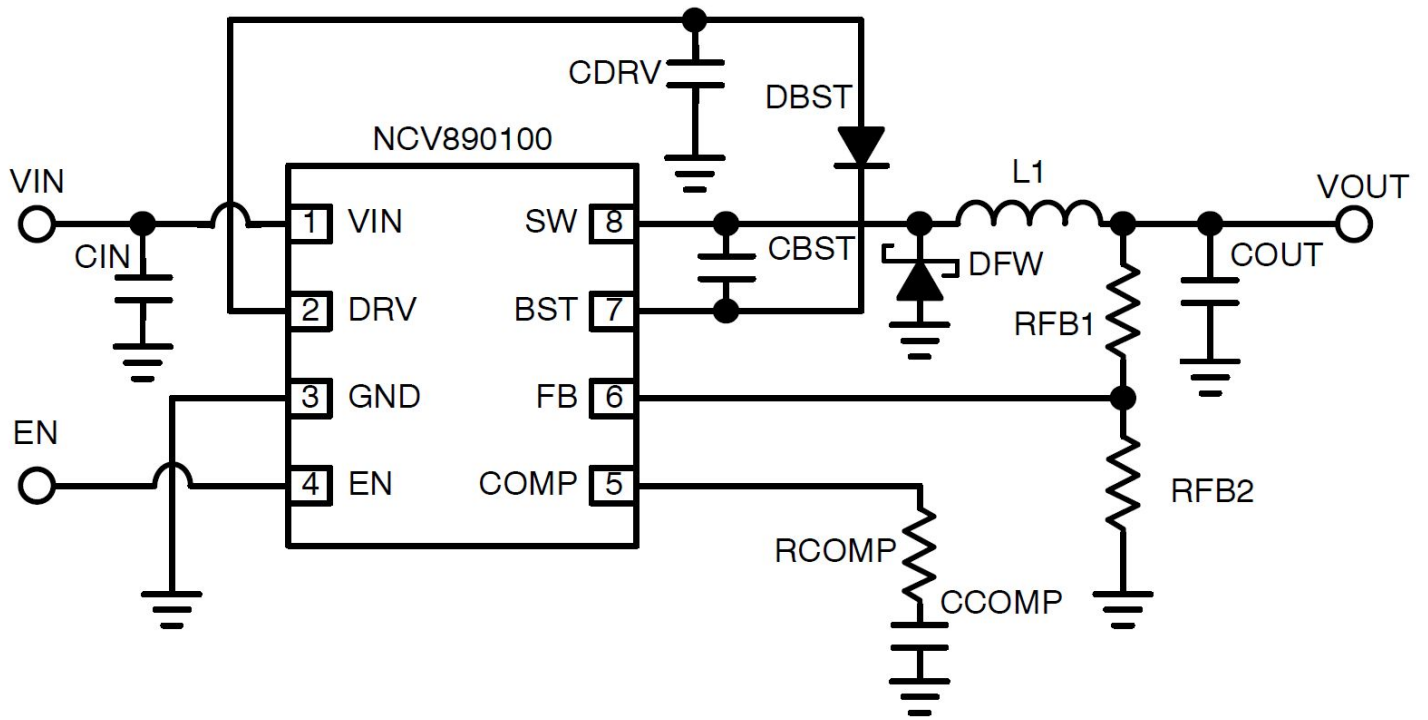 CDRV
DBST
NCV890100
VIN
L1
VOUT
1 VIN
SW 8
CIN
CBST
DFW
COUT
2 DRV
BST 7
RFB1
3 GND
FB 6
EN
4 EN
COMP 5
RFB2
RCOMP
CCOMP